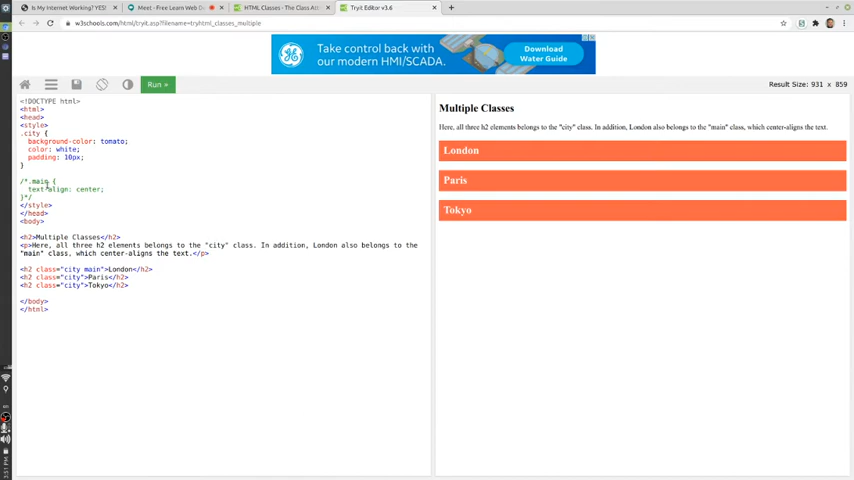 Is My Internet Working? YES!
Meet - Free Learn Web De
HTML Classes - The Class Att
Tryit Editor v3.6
w3schools.com/html/tryit.asp?filename=tryhtml_classes_multiple
Take control back with
our modern HMI/SCADA.
Download
Water Guide
Run »
Result Size: 931 x 859
<!DOCTYPE html>
<html>
<head>
<style>
.city {
  background-color: tomato;
  color: white;
  padding: 10px;
}
/*.main {
  text-align: center;
}*/
</style>
</head>
<body>
<h2>Multiple Classes</h2>
<p>Here, all three h2 elements belongs to the "city" class. In addition, London also belongs to the
"main" class, which center-aligns the text.</p>
<h2 class="city main">London</h2>
<h2 class="city">Paris</h2>
<h2 class="city">Tokyo</h2>
</body>
</html>
Multiple Classes
Here, all three h2 elements belongs to the "city" class. In addition, London also belongs to the "main" class, which center-aligns the text.
London
Paris
Tokyo
3:51 PM